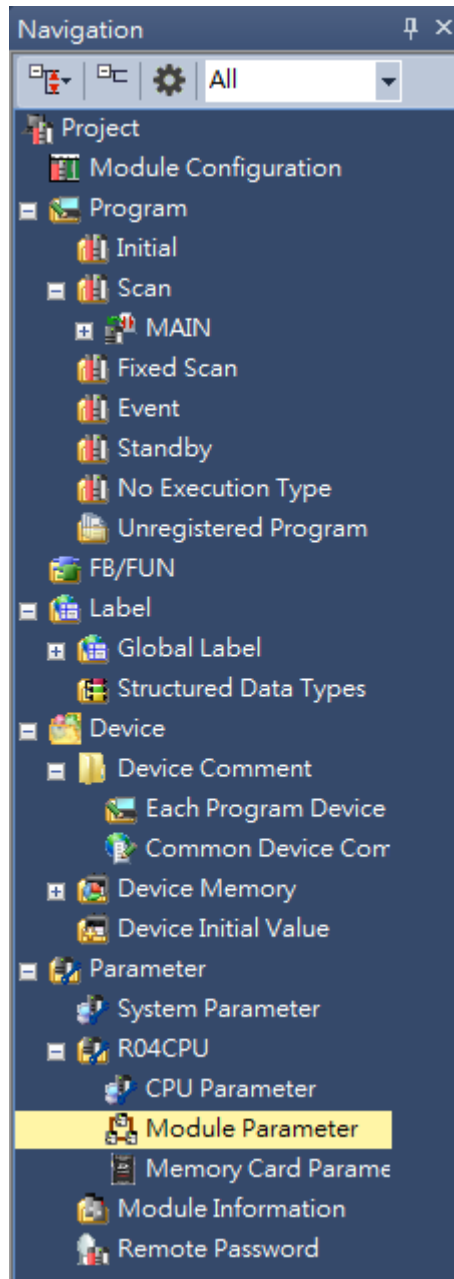 Navigation
All
Project
Module Configuration
Program
Initial
Scan
MAIN
Fixed Scan
Event
Standby
No Execution Type
Unregistered Program
FB/FUN
Label
Global Label
Structured Data Types
Device
Device Comment
Each Program Device
Common Device Com
Device Memory
Device Initial Value
Parameter
System Parameter
R04CPU
CPU Parameter
Module Parameter
Memory Card Parame
Module Information
Remote Password